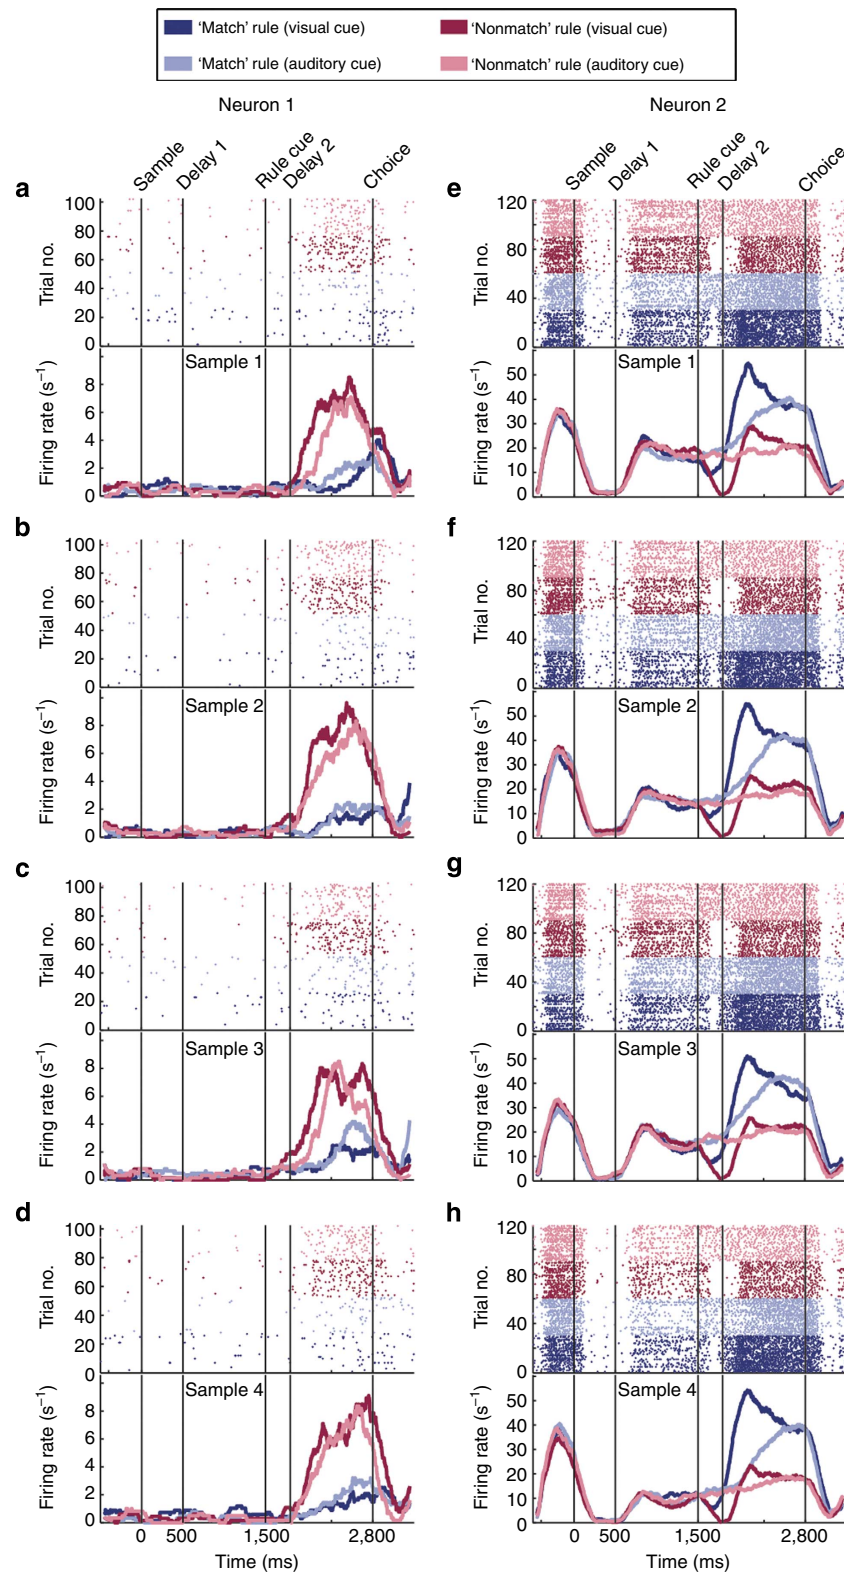 ‘Match’ rule (visual cue) ‘Nonmatch’ rule (visual cue)
‘Match’ rule (auditory cue) ‘Nonmatch’ rule (auditory cue)
Neuron 1 Neuron 2
Sample Delay 1 Rule cue Delay 2 Choice Sample Delay 1 Rule cue Delay 2 Choice
a
Trial no.
100
80
60
40
20
0
Sample 1
Firing rate (s⁻¹)
8
6
4
2
0
e
Trial no.
120
80
40
0
Sample 1
Firing rate (s⁻¹)
50
40
30
20
10
0
b
Trial no.
100
80
60
40
20
0
Sample 2
Firing rate (s⁻¹)
8
6
4
2
0
f
Trial no.
120
80
40
0
Sample 2
Firing rate (s⁻¹)
50
40
30
20
10
0
c
Trial no.
100
80
60
40
20
0
Sample 3
Firing rate (s⁻¹)
8
6
4
2
0
g
Trial no.
120
80
40
0
Sample 3
Firing rate (s⁻¹)
50
40
30
20
10
0
d
Trial no.
100
80
60
40
20
0
Sample 4
Firing rate (s⁻¹)
8
6
4
2
0
0 500 1,500 2,800
Time (ms)
h
Trial no.
120
80
40
0
Sample 4
Firing rate (s⁻¹)
50
40
30
20
10
0
0 500 1,500 2,800
Time (ms)